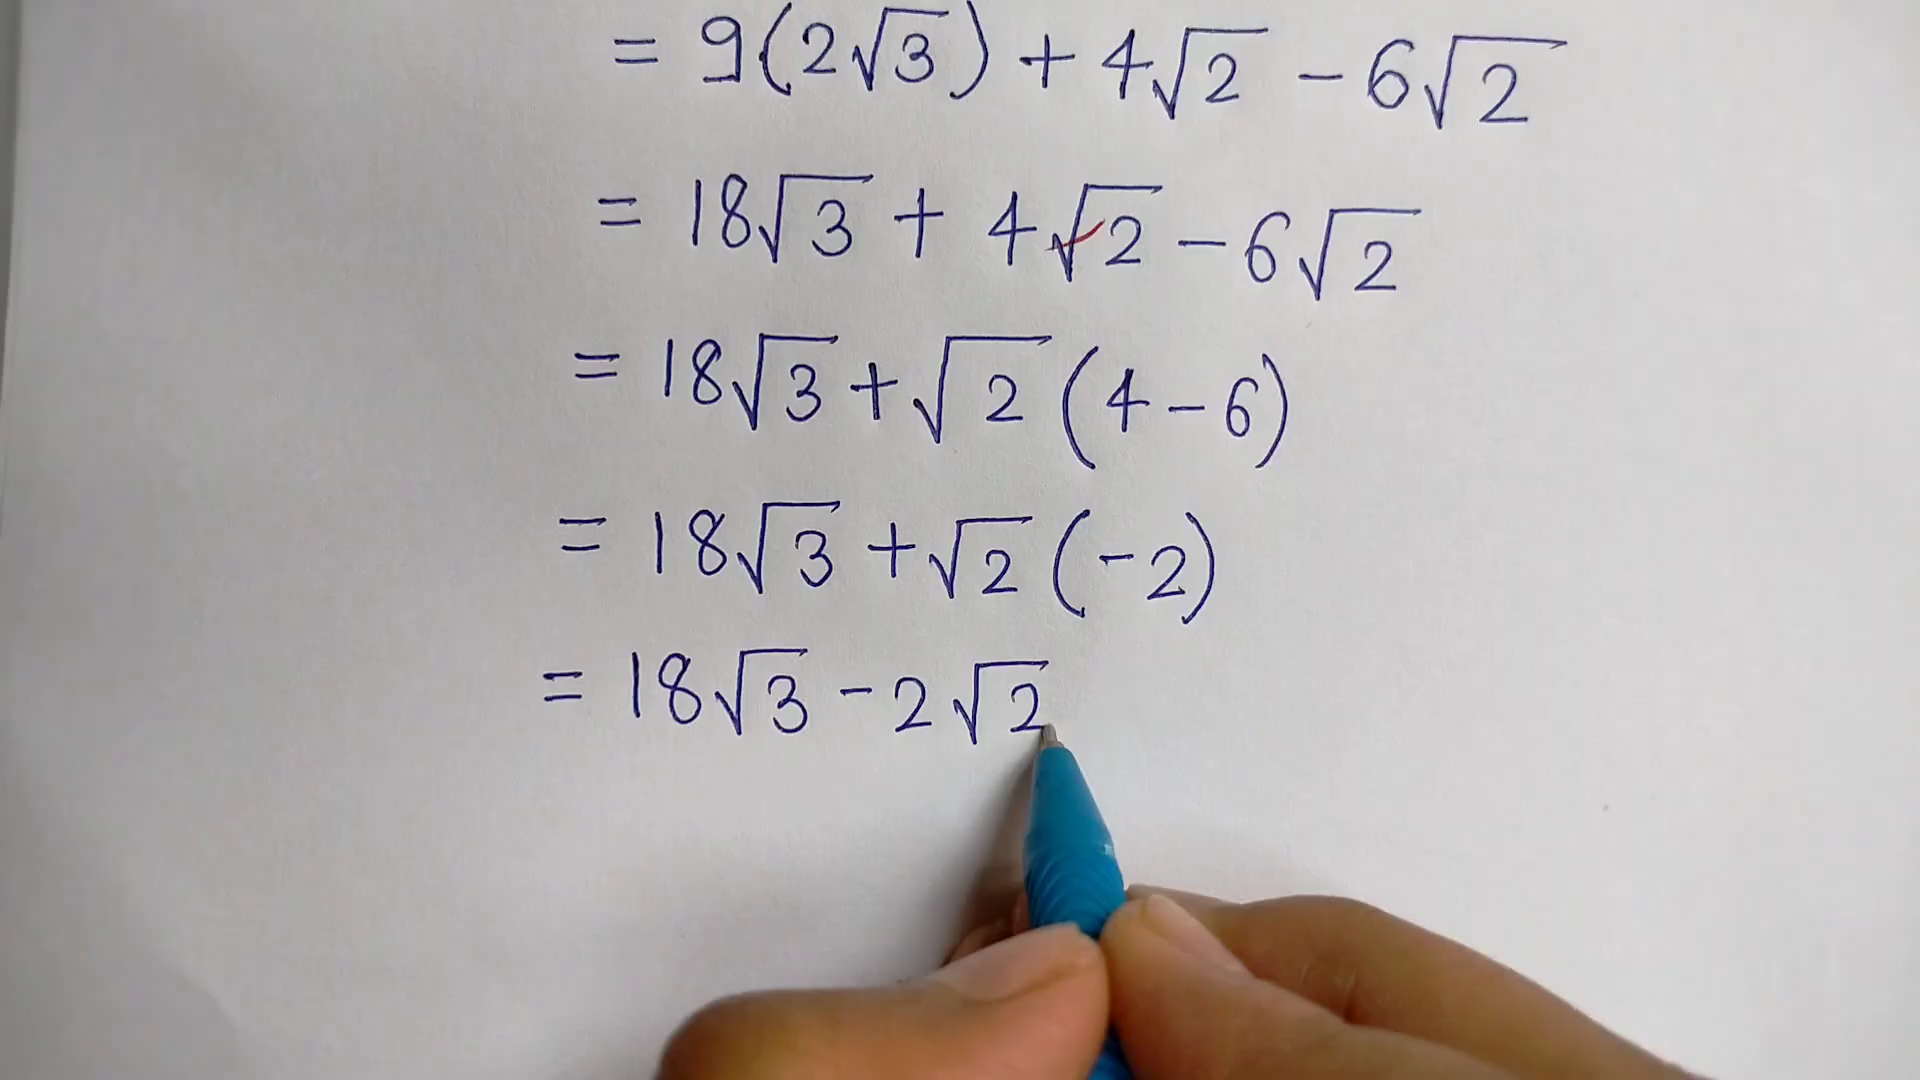 = 9(2√3) + 4√2 - 6√2
= 18√3 + 4√2 - 6√2
= 18√3 + √2 (4 - 6)
= 18√3 + √2 (-2)
= 18√3 - 2√2